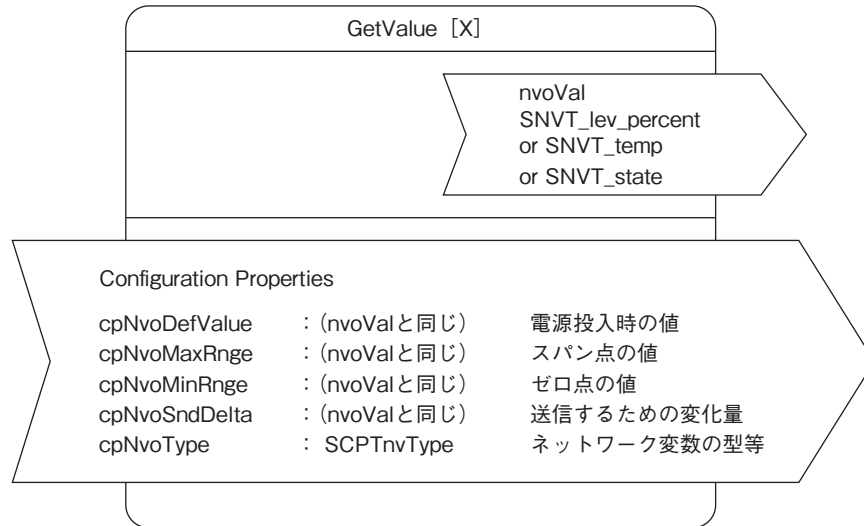 GetValue [X]
nvoVal
SNVT_lev_percent
or SNVT_temp
or SNVT_state
Configuration Properties
cpNvoDefValue :(nvoValと同じ) 電源投入時の値
cpNvoMaxRnge :(nvoValと同じ) スパン点の値
cpNvoMinRnge :(nvoValと同じ) ゼロ点の値
cpNvoSndDelta :(nvoValと同じ) 送信するための変化量
cpNvoType : SCPTnvType ネットワーク変数の型等